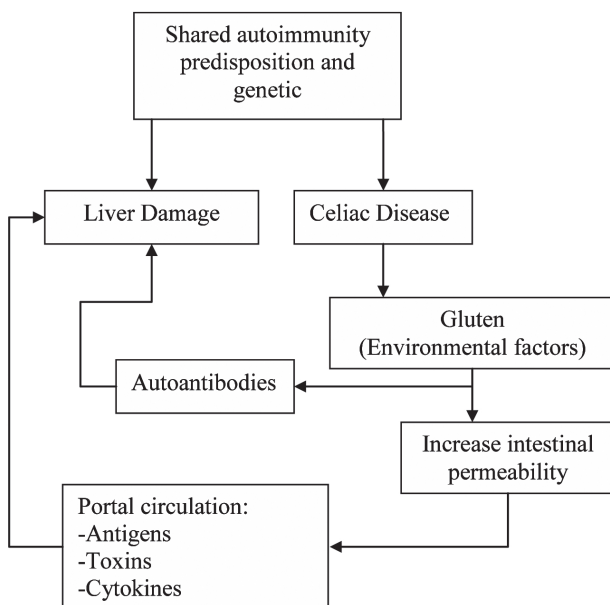 Shared autoimmunity
predisposition and
genetic
Liver Damage
Celiac Disease
Gluten
(Environmental factors)
Autoantibodies
Increase intestinal
permeability
Portal circulation:
-Antigens
-Toxins
-Cytokines